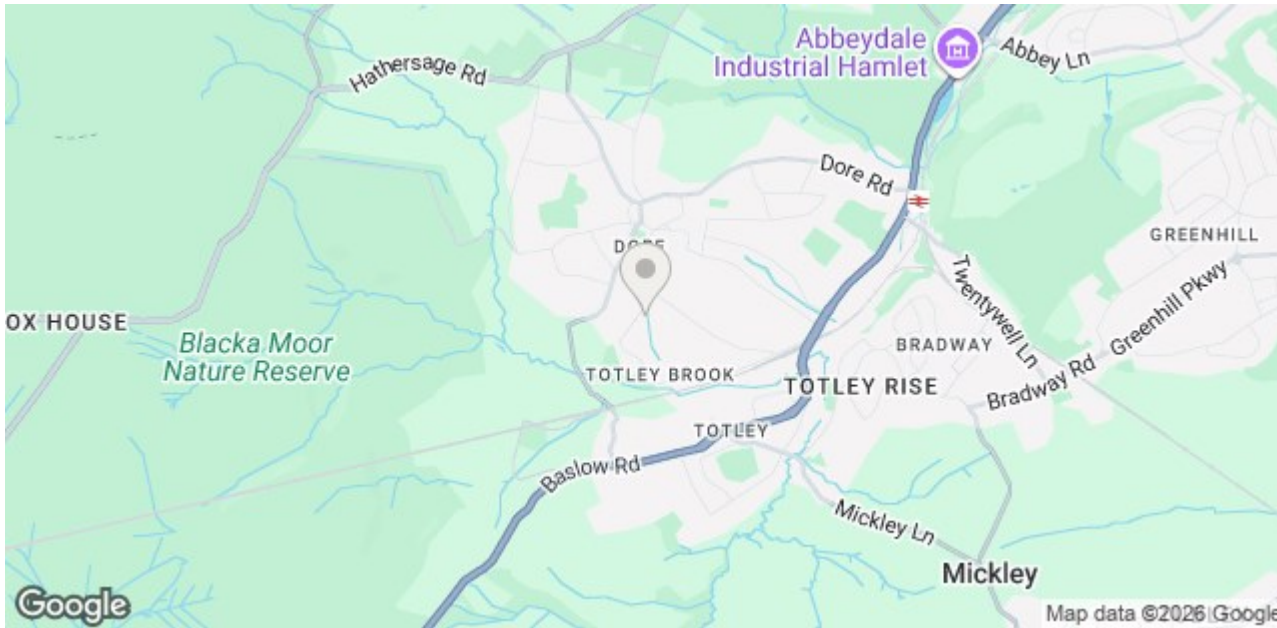 Abbeydale
Industrial Hamlet
Abbey Ln
Hathersage Rd
Dore Rd
GREENHILL
DORE
Twentywell Ln
Greenhill Pkwy
OX HOUSE
Blacka Moor
Nature Reserve
BRADWAY
TOTLEY BROOK
TOTLEY RISE
Bradway Rd
TOTLEY
Baslow Rd
Mickley Ln
Mickley
Google
Map data ©2026 Google